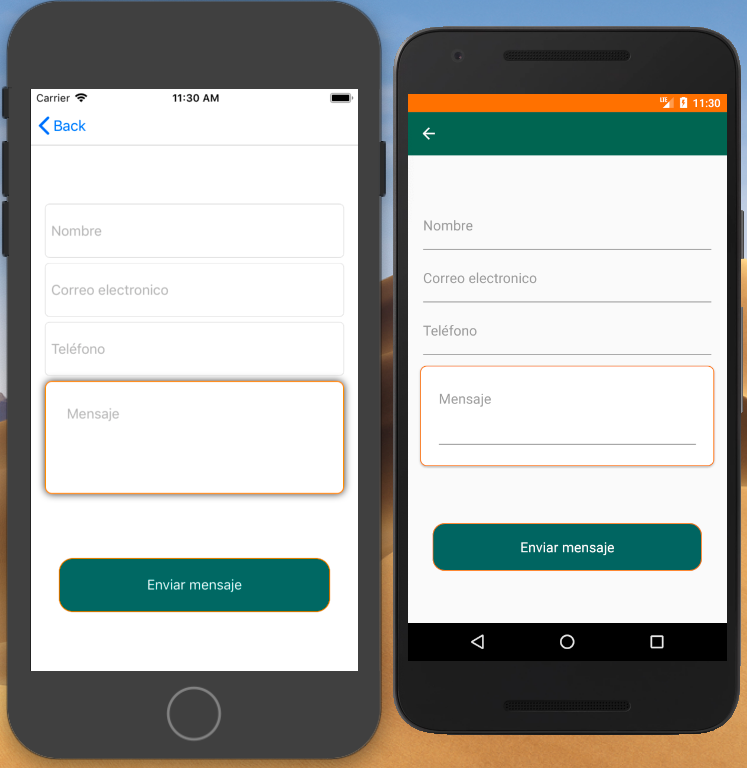 Carrier 11:30 AM
Back
Nombre
Correo electronico
Teléfono
Mensaje
Enviar mensaje
LTE 11:30
Nombre
Correo electronico
Teléfono
Mensaje
Enviar mensaje